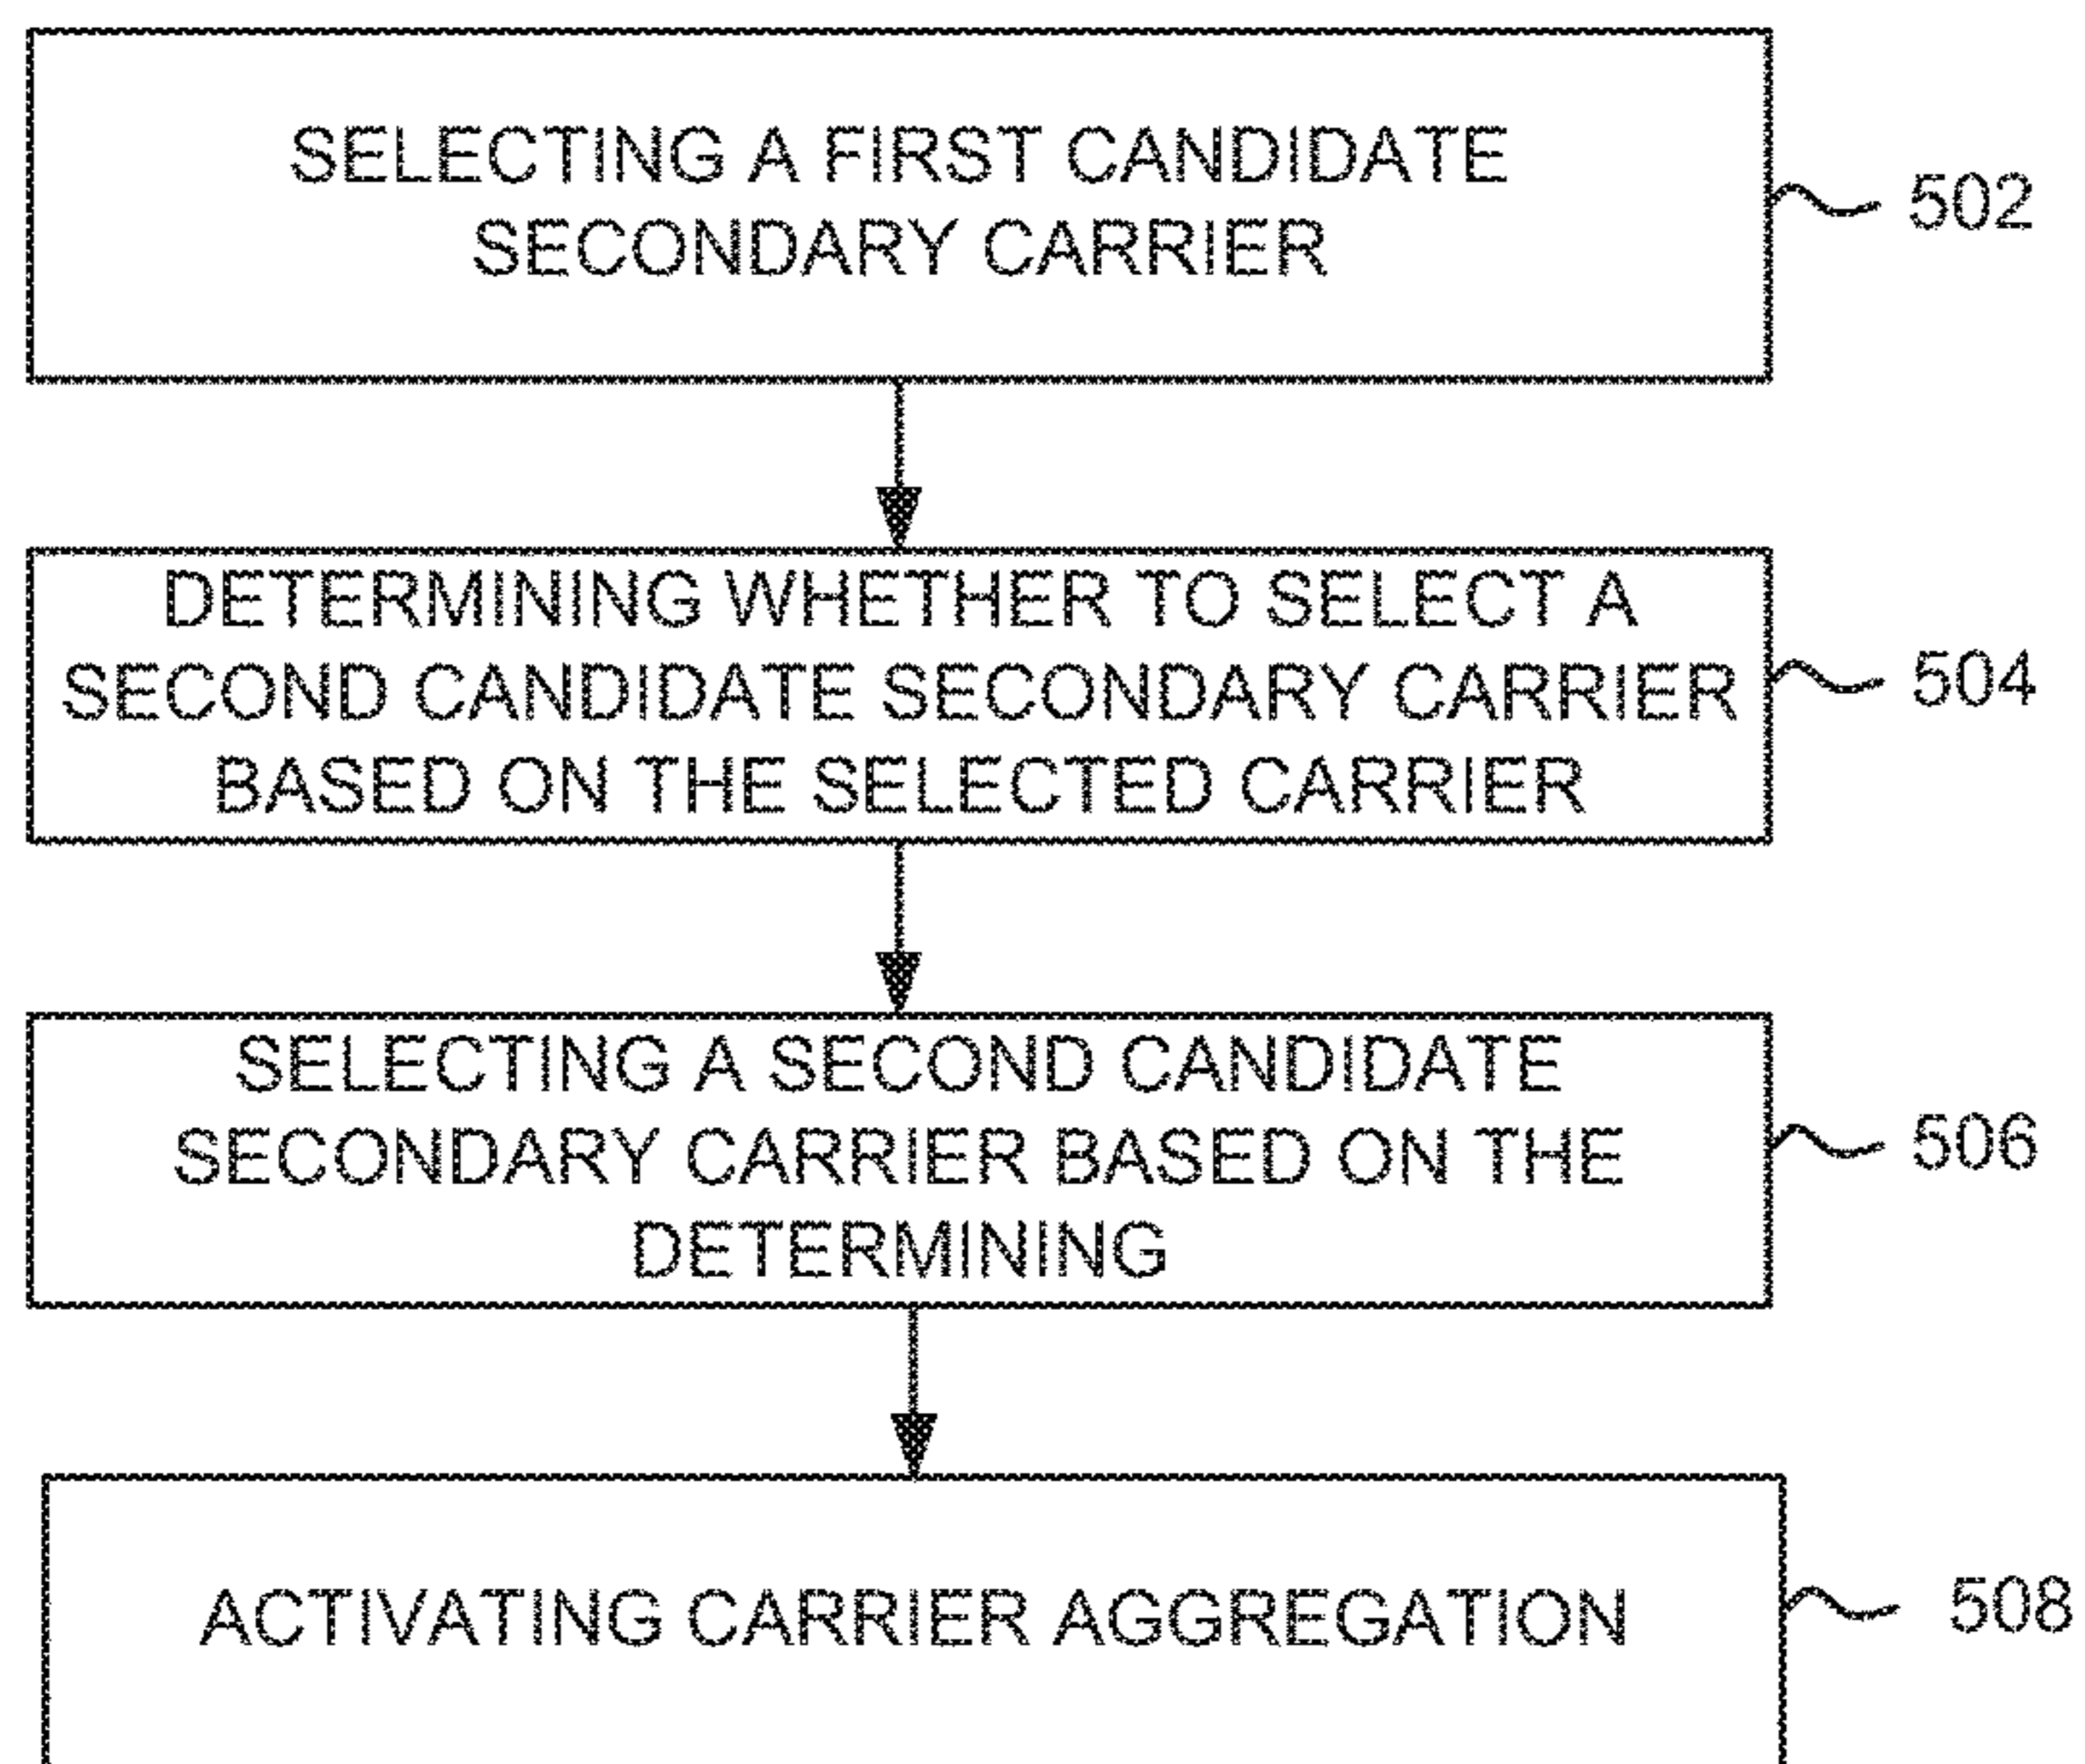 SELECTING A FIRST CANDIDATE
SECONDARY CARRIER
502
DETERMINING WHETHER TO SELECT A
SECOND CANDIDATE SECONDARY CARRIER
BASED ON THE SELECTED CARRIER
504
SELECTING A SECOND CANDIDATE
SECONDARY CARRIER BASED ON THE
DETERMINING
506
ACTIVATING CARRIER AGGREGATION
508